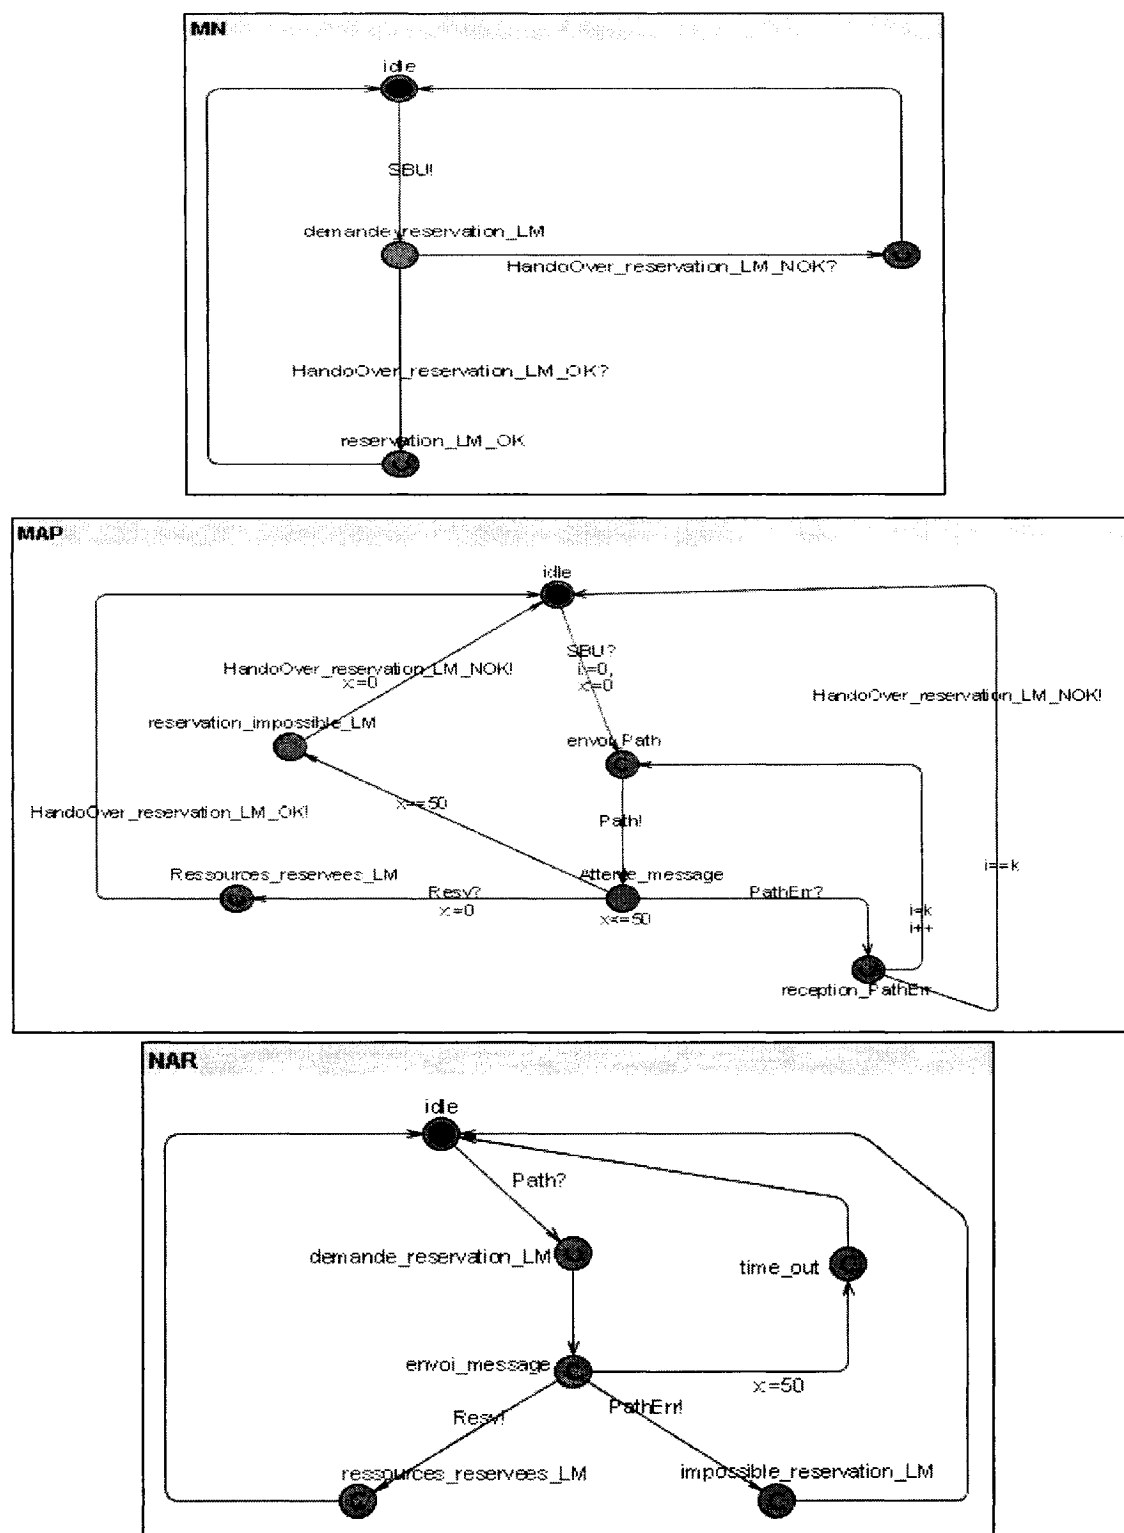 MN
idle
SBU!
demande_reservation_LM
HandoOver_reservation_LM_NOK?
HandoOver_reservation_LM_OK?
reservation_LM_OK
MAP
idle
SBU?
i:=0,
x:=0
HandoOver_reservation_LM_NOK!
x:=0
HandoOver_reservation_LM_NOK!
reservation_impossible_LM
envoi_Path
x==50
HandoOver_reservation_LM_OK!
Path!
i==k
Ressources_reservees_LM
Attente_message
Resv?
x:=0
x<=50
PathErr?
i++
reception_PathErr
NAR
idle
Path?
demande_reservation_LM
time_out
envoi_message
x:=50
Resv!
PathErr!
ressources_reservees_LM
impossible_reservation_LM